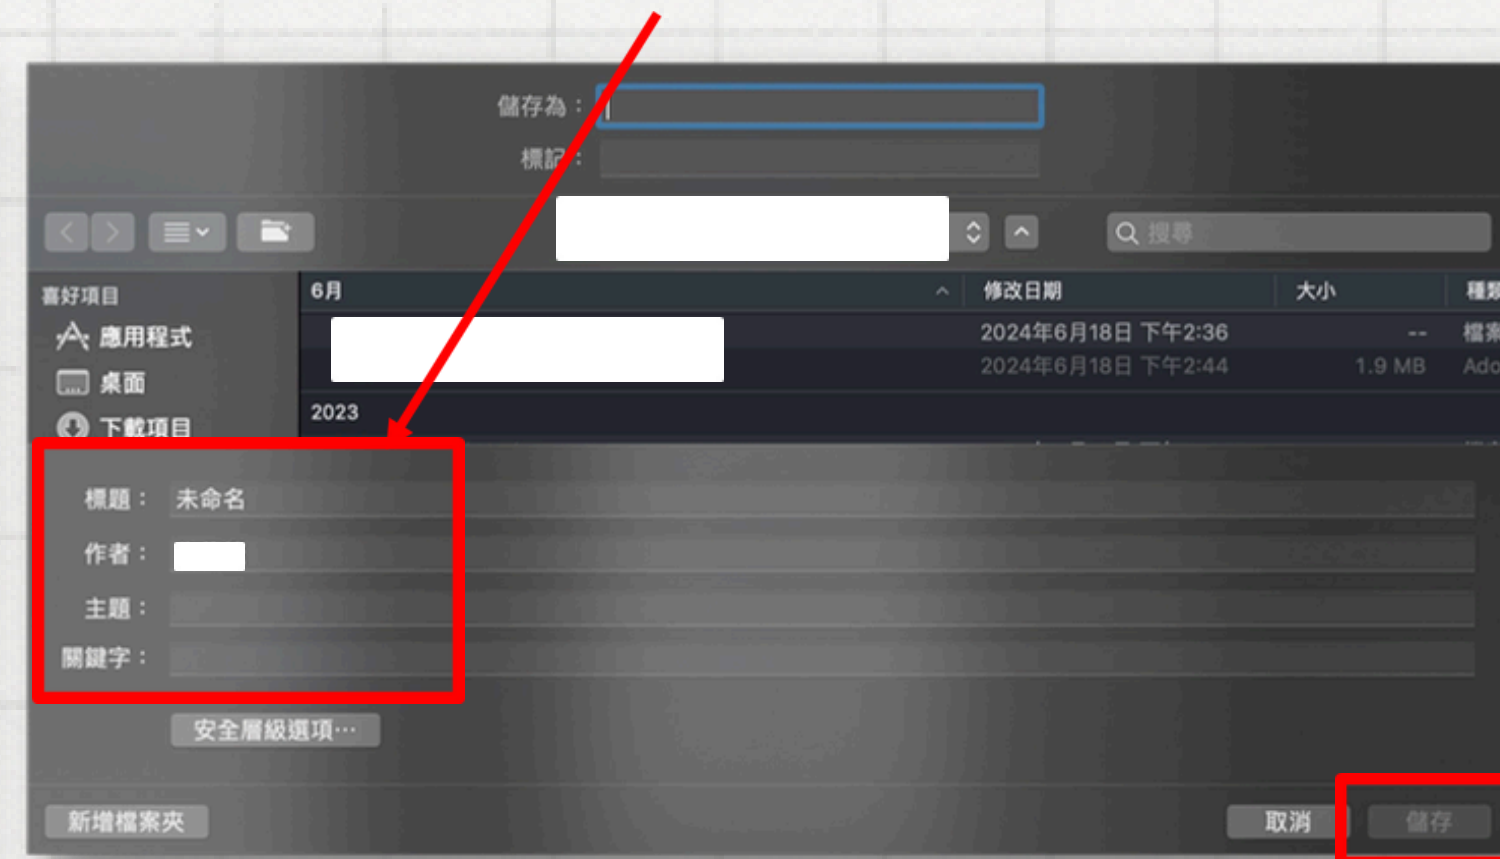 儲存為：
標記：
搜尋
喜好項目
6月 修改日期 大小 種類
應用程式
2024年6月18日 下午2:36 -- 檔案
桌面
2024年6月18日 下午2:44 1.9 MB Ado
2023
下載項目
標題： 未命名
作者：
主題：
關鍵字：
安全層級選項⋯
新增檔案夾 取消 儲存